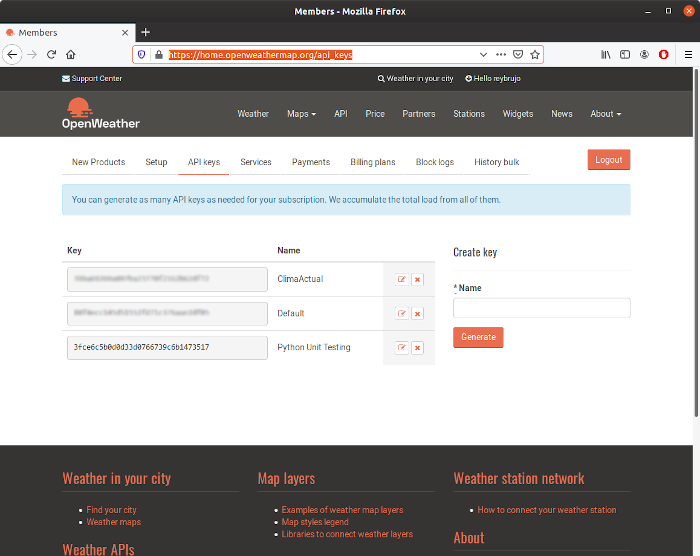 Members - Mozilla Firefox
Members
https://home.openweathermap.org/api_keys
Support Center
Weather in your city
Hello reybrujo
OpenWeather
Weather Maps API Price Partners Stations Widgets News About
New Products Setup API keys Services Payments Billing plans Block logs History bulk
Logout
You can generate as many API keys as needed for your subscription. We accumulate the total load from all of them.
Key Name
ClimaActual
Default
3fce6c5b0d0d33d0766739c6b1473517 Python Unit Testing
Create key
* Name
Generate
Weather in your city
Find your city
Weather maps
Weather APIs
Map layers
Examples of weather map layers
Map styles legend
Libraries to connect weather layers
Weather station network
How to connect your weather station
About